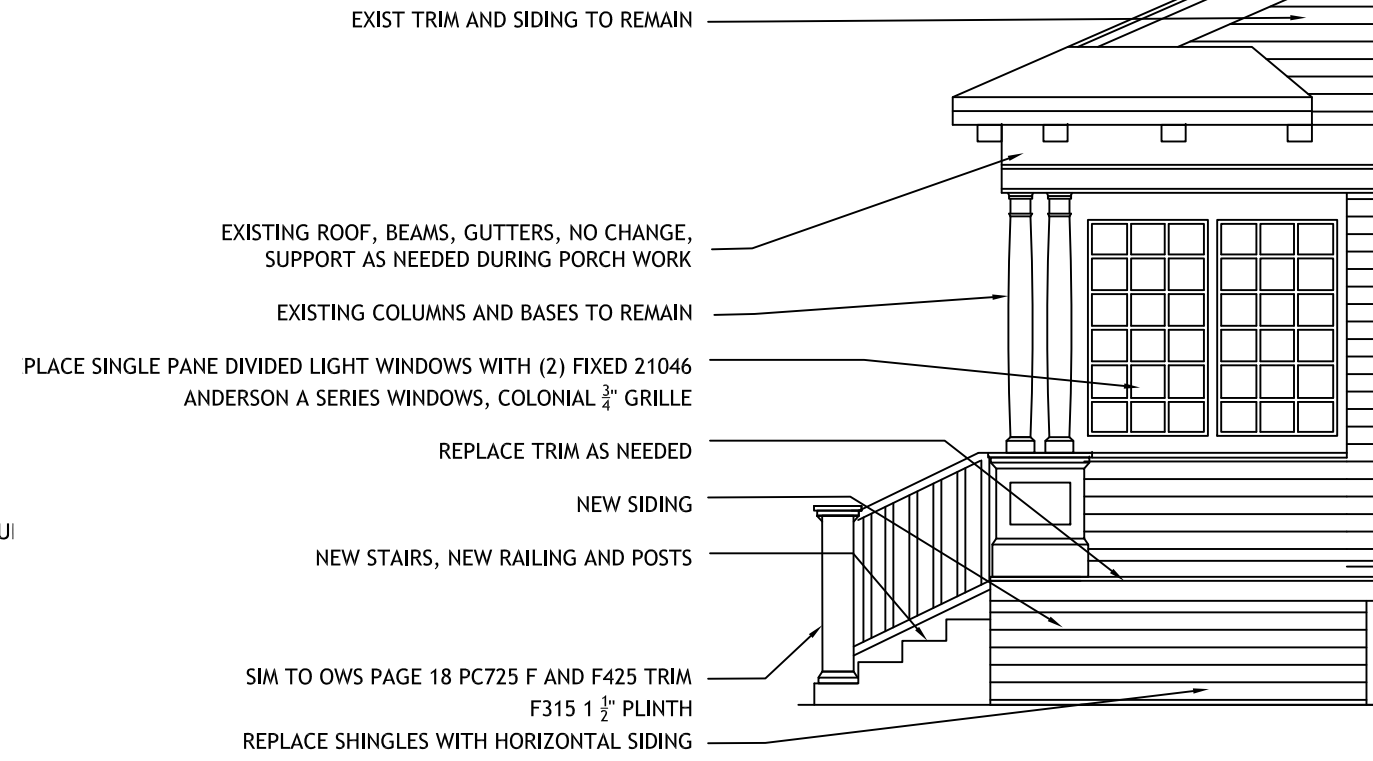 EXIST TRIM AND SIDING TO REMAIN
EXISTING ROOF, BEAMS, GUTTERS, NO CHANGE,
SUPPORT AS NEEDED DURING PORCH WORK
EXISTING COLUMNS AND BASES TO REMAIN
PLACE SINGLE PANE DIVIDED LIGHT WINDOWS WITH (2) FIXED 21046
ANDERSON A SERIES WINDOWS, COLONIAL 3/4" GRILLE
REPLACE TRIM AS NEEDED
NEW SIDING
NEW STAIRS, NEW RAILING AND POSTS
SIM TO OWS PAGE 18 PC725 F AND F425 TRIM
F315 1 1/2" PLINTH
REPLACE SHINGLES WITH HORIZONTAL SIDING